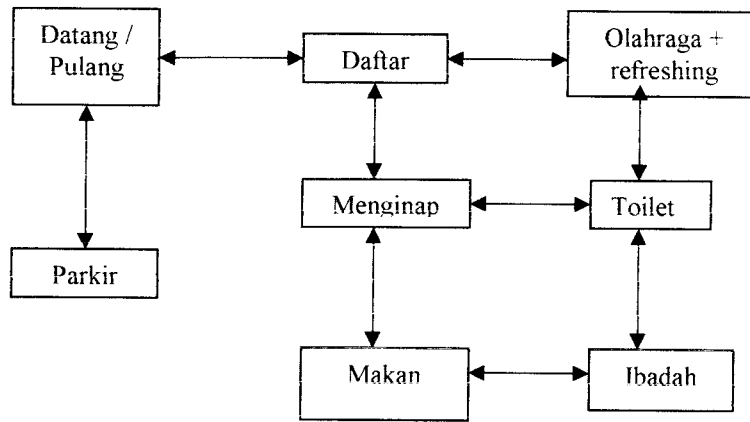 Datang /
Pulang
Daftar
Olahraga +
refreshing
Menginap
Toilet
Parkir
Makan
Ibadah